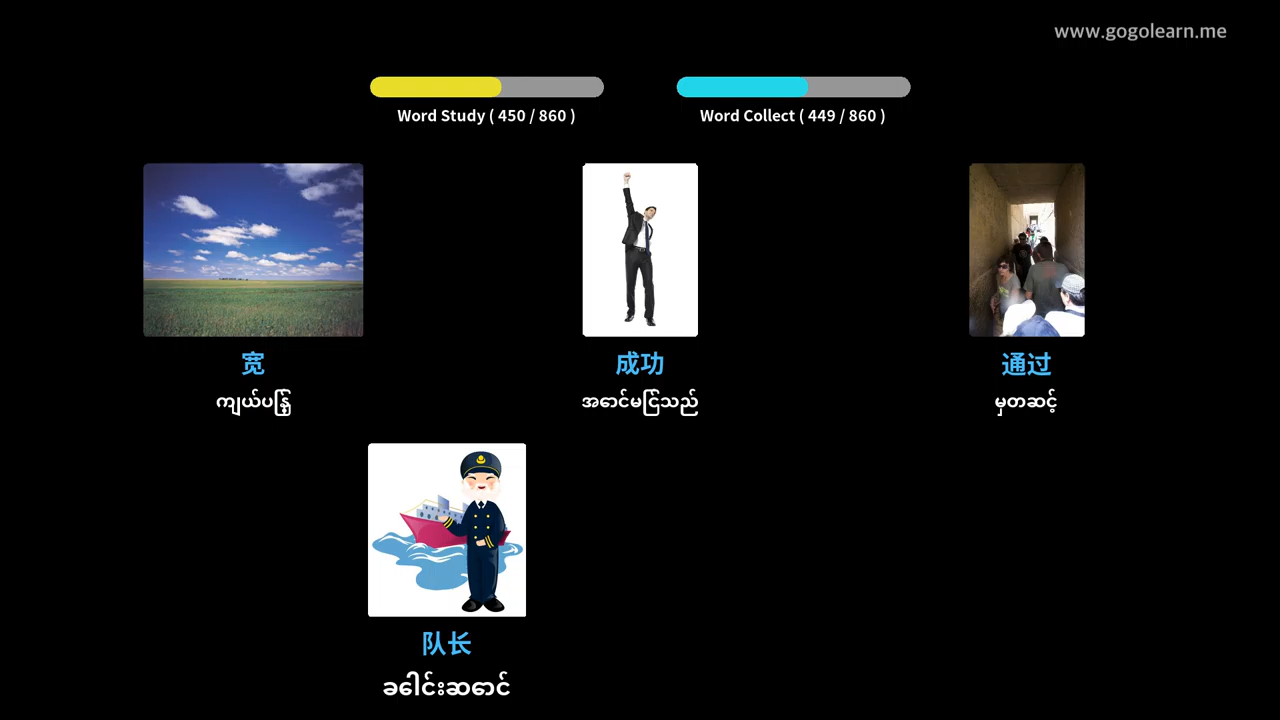 www.gogolearn.me
Word Study ( 450 / 860 )
Word Collect ( 449 / 860 )
宽
ကျယ်ပြန့်
成功
အောင်မြင်သည်
通过
မှတဆင့်
队长
ခေါင်းဆောင်